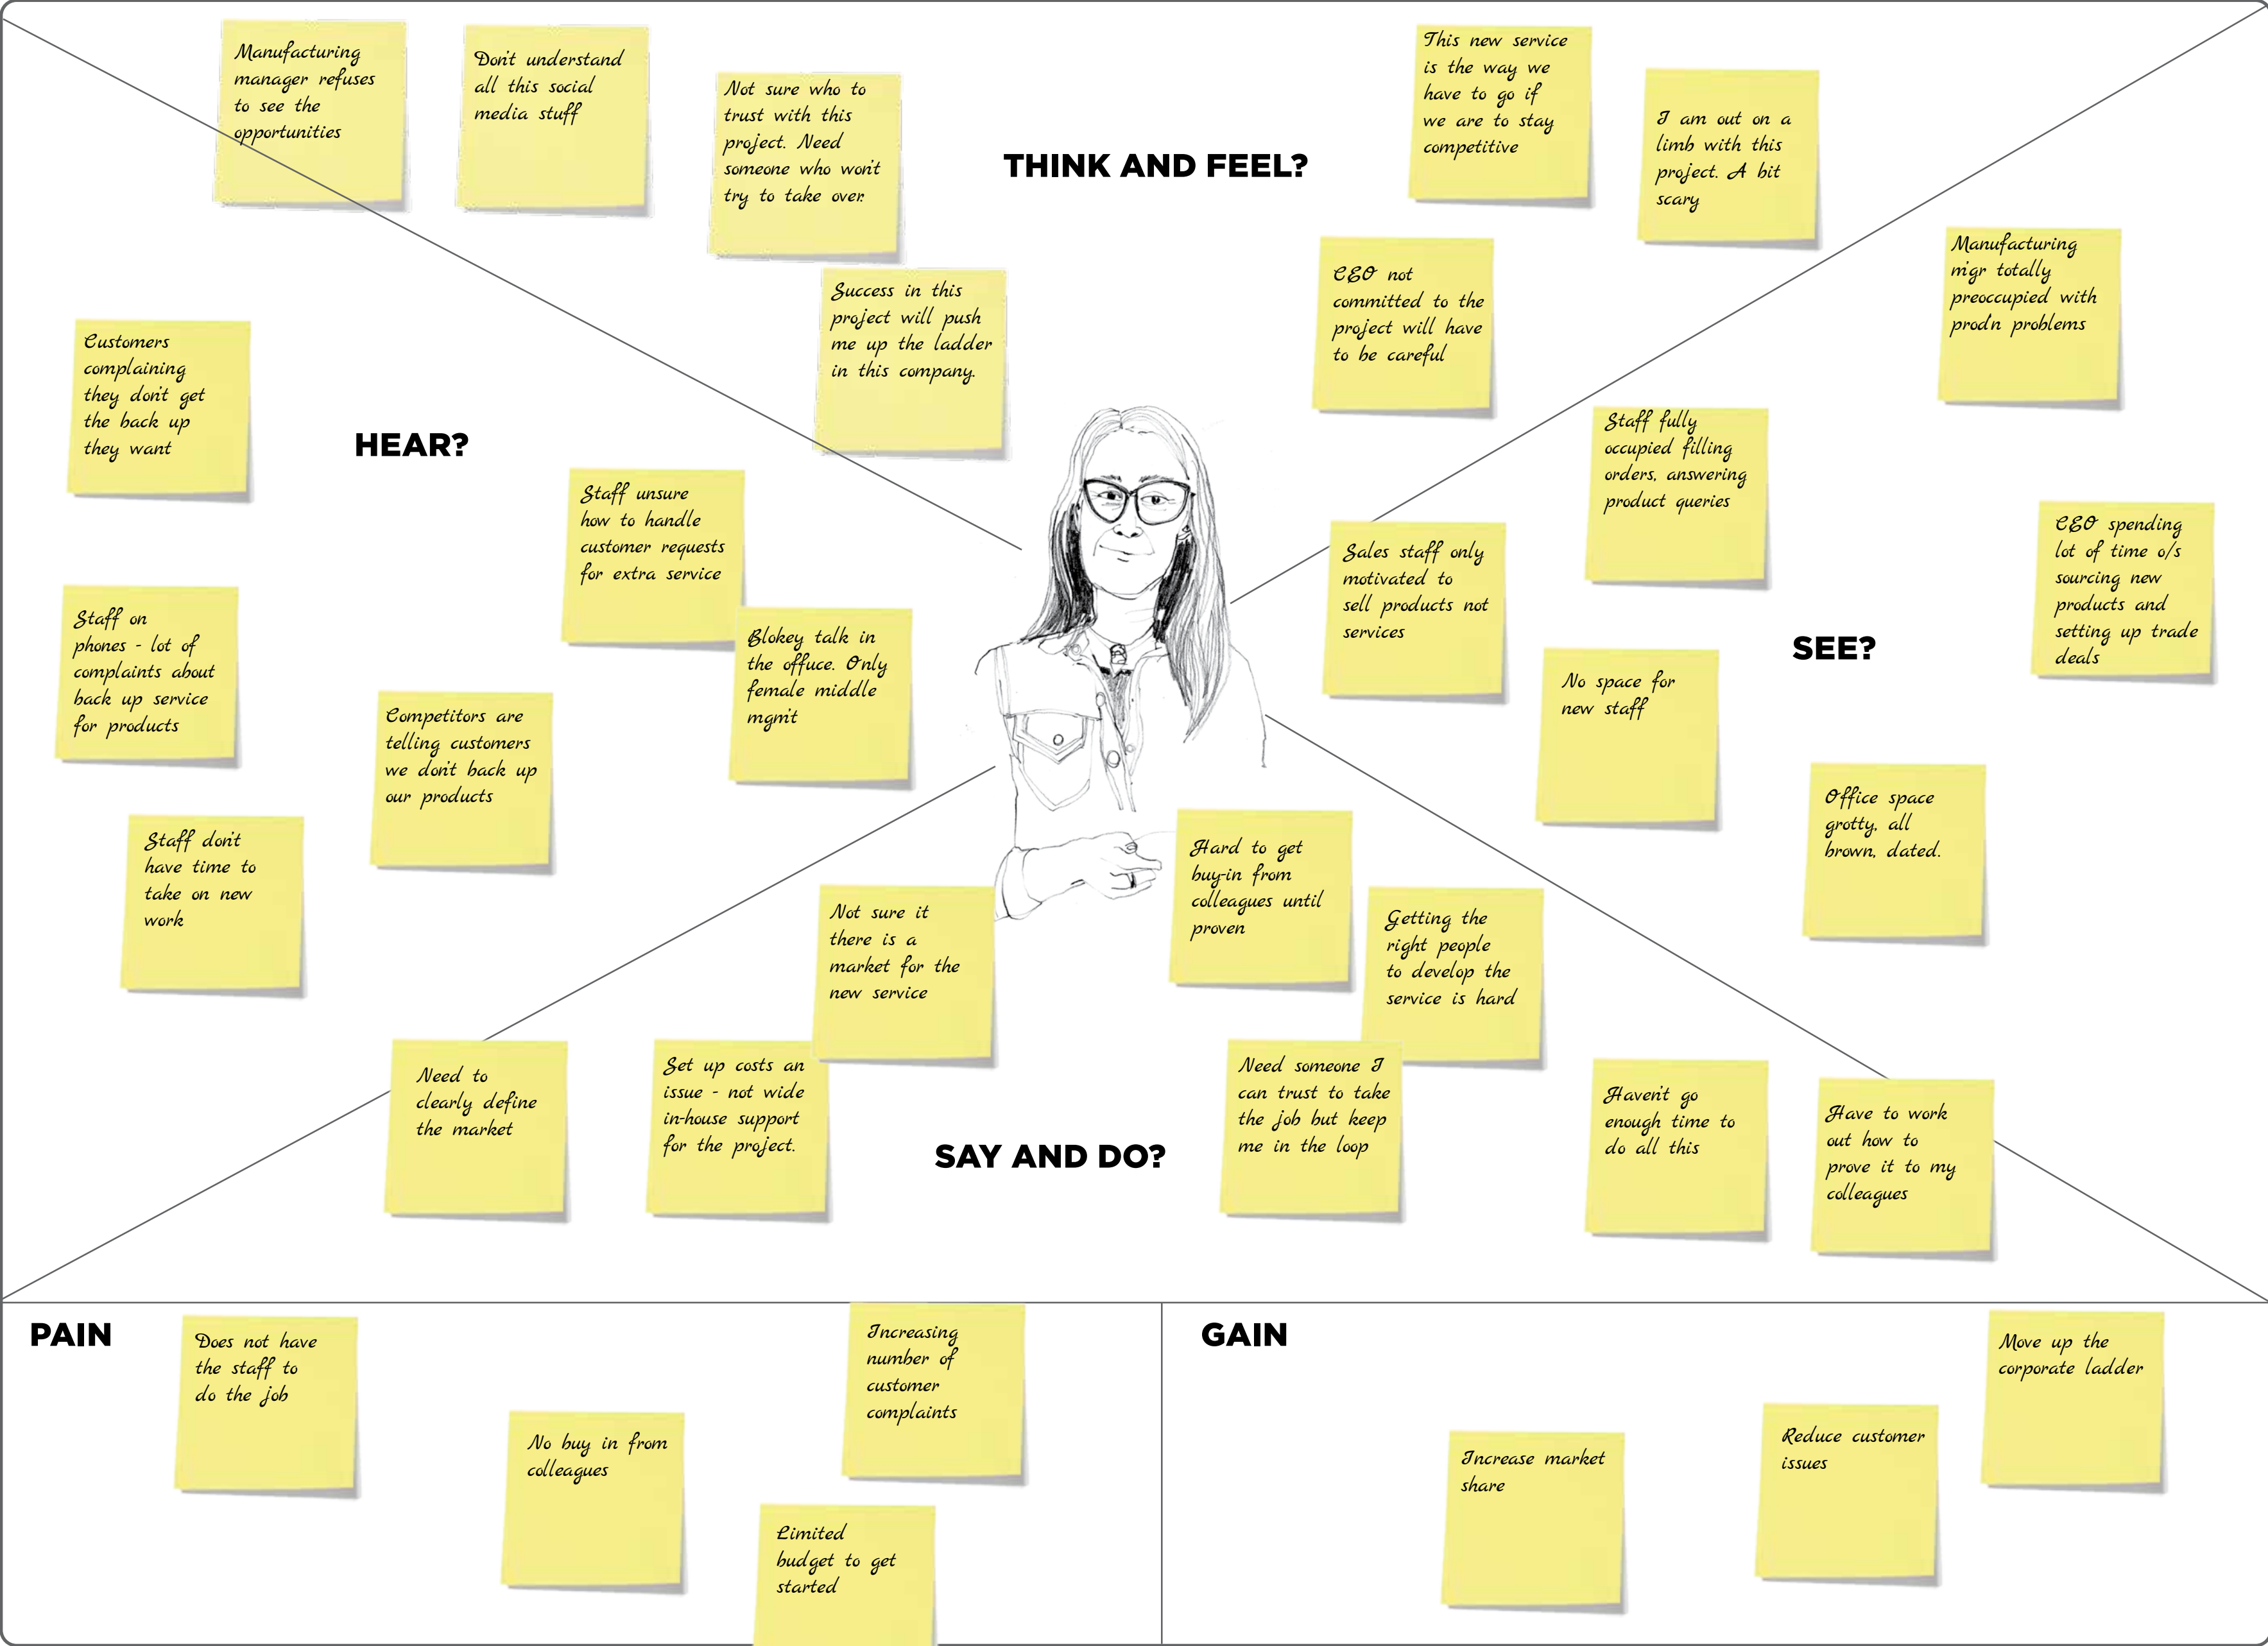 Manufacturing
manager refuses
to see the
opportunities
Don't understand
all this social
media stuff
Not sure who to
trust with this
project. Need
someone who won't
try to take over.
Success in this
project will push
me up the ladder
in this company.
THINK AND FEEL?
This new service
is the way we
have to go if
we are to stay
competitive
I am out on a
limb with this
project. A bit
scary
CEO not
committed to the
project will have
to be careful
HEAR?
Customers
complaining
they don't get
the back up
they want
Staff unsure
how to handle
customer requests
for extra service
Staff on
phones - lot of
complaints about
back up service
for products
Blokey talk in
the offuce. Only
female middle
mgm't
Competitors are
telling customers
we don't back up
our products
Staff don't
have time to
take on new
work
SEE?
Manufacturing
m'gr totally
preoccupied with
prod'n problems
Staff fully
occupied filling
orders, answering
product queries
CEO spending
lot of time o/s
sourcing new
products and
setting up trade
deals
Sales staff only
motivated to
sell products not
services
No space for
new staff
Office space
grotty, all
brown, dated.
SAY AND DO?
Need to
clearly define
the market
Set up costs an
issue - not wide
in-house support
for the project.
Not sure it
there is a
market for the
new service
Hard to get
buy-in from
colleagues until
proven
Getting the
right people
to develop the
service is hard
Need someone I
can trust to take
the job but keep
me in the loop
Haven't go
enough time to
do all this
Have to work
out how to
prove it to my
colleagues
PAIN
Does not have
the staff to
do the job
No buy in from
colleagues
Increasing
number of
customer
complaints
Limited
budget to get
started
GAIN
Increase market
share
Reduce customer
issues
Move up the
corporate ladder